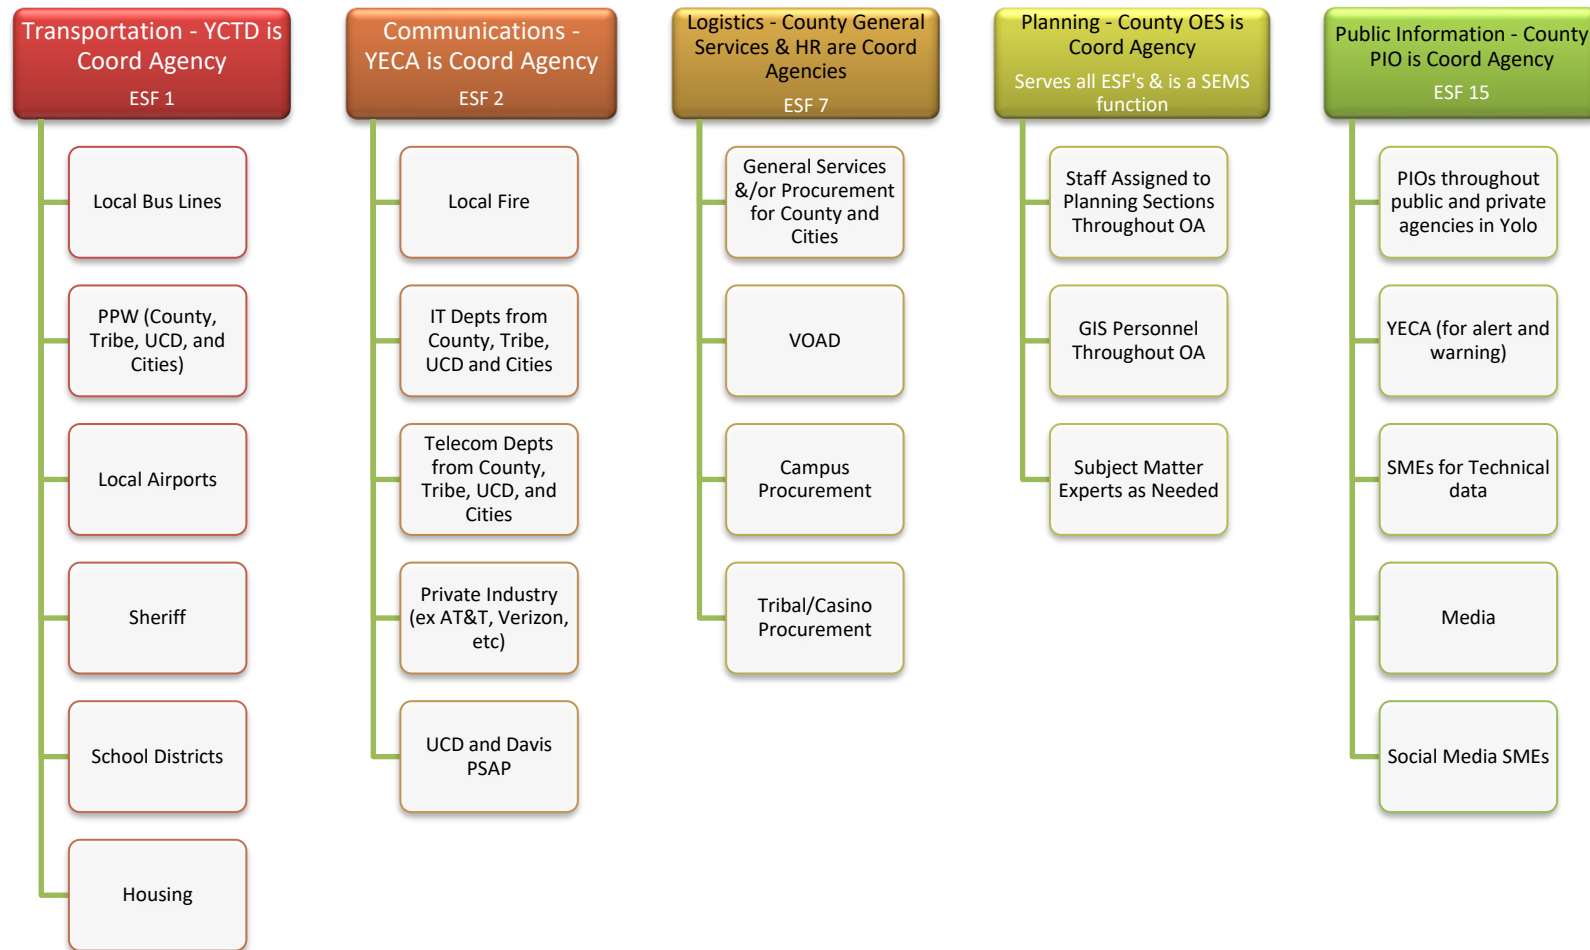 Transportation - YCTD is
Coord Agency
ESF 1
Local Bus Lines
PPW (County,
Tribe, UCD, and
Cities)
Local Airports
Sheriff
School Districts
Housing
Communications -
YECA is Coord Agency
ESF 2
Local Fire
IT Depts from
County, Tribe,
UCD and Cities
Telecom Depts
from County,
Tribe, UCD, and
Cities
Private Industry
(ex AT&T, Verizon,
etc)
UCD and Davis
PSAP
Logistics - County General
Services & HR are Coord
Agencies
ESF 7
General Services
&/or Procurement
for County and
Cities
VOAD
Campus
Procurement
Tribal/Casino
Procurement
Planning - County OES is
Coord Agency
Serves all ESF's & is a SEMS
function
Staff Assigned to
Planning Sections
Throughout OA
GIS Personnel
Throughout OA
Subject Matter
Experts as Needed
Public Information - County
PIO is Coord Agency
ESF 15
PIOs throughout
public and private
agencies in Yolo
YECA (for alert and
warning)
SMEs for Technical
data
Media
Social Media SMEs